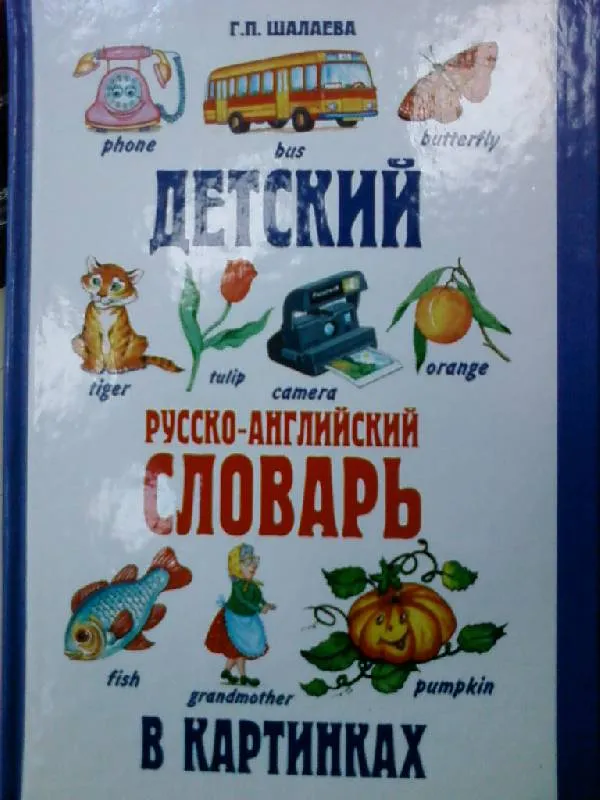 Г.П. ШАЛАЕВА
phone bus butterfly
ДЕТСКИЙ
tiger tulip camera orange
РУССКО-АНГЛИЙСКИЙ
СЛОВАРЬ
fish grandmother pumpkin
В КАРТИНКАХ